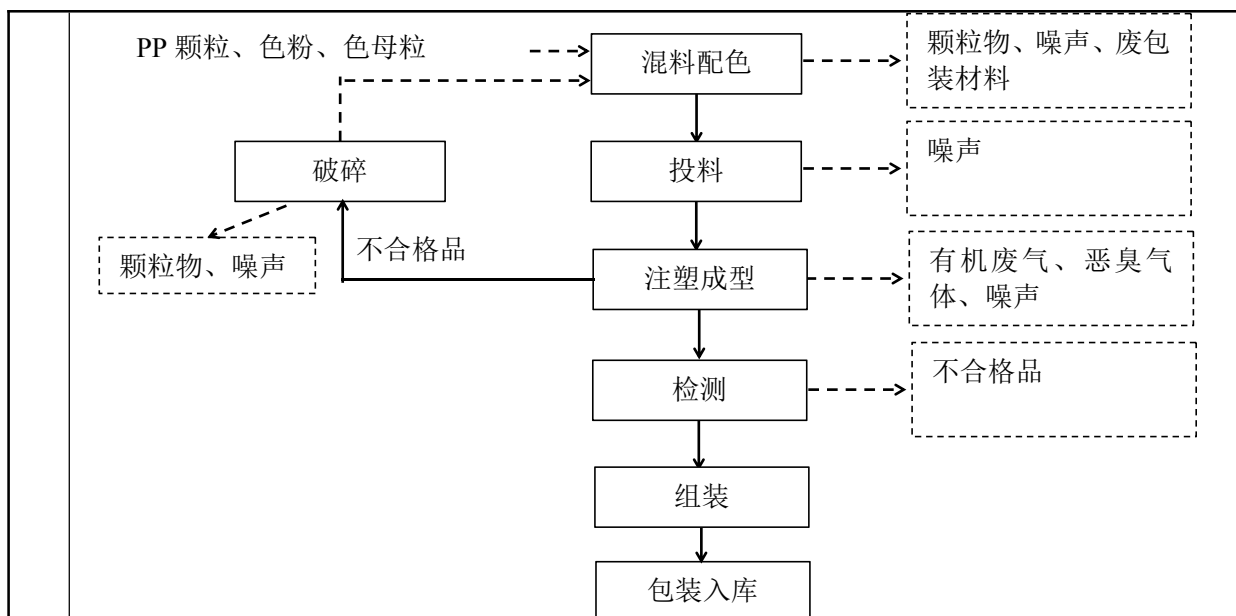 PP 颗粒、色粉、色母粒
混料配色
颗粒物、噪声、废包
装材料
破碎
投料
噪声
颗粒物、噪声
不合格品
注塑成型
有机废气、恶臭气
体、噪声
检测
不合格品
组装
包装入库